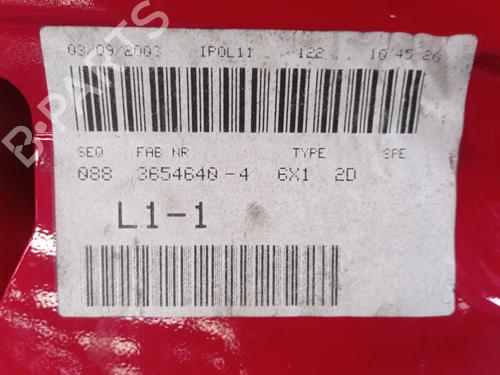 03/09/2003 IPOL11 122 10 45 26
SEQ FAB NR TYPE SPE
088 3654640-4 6X1 2D
L1-1
B-PARTS